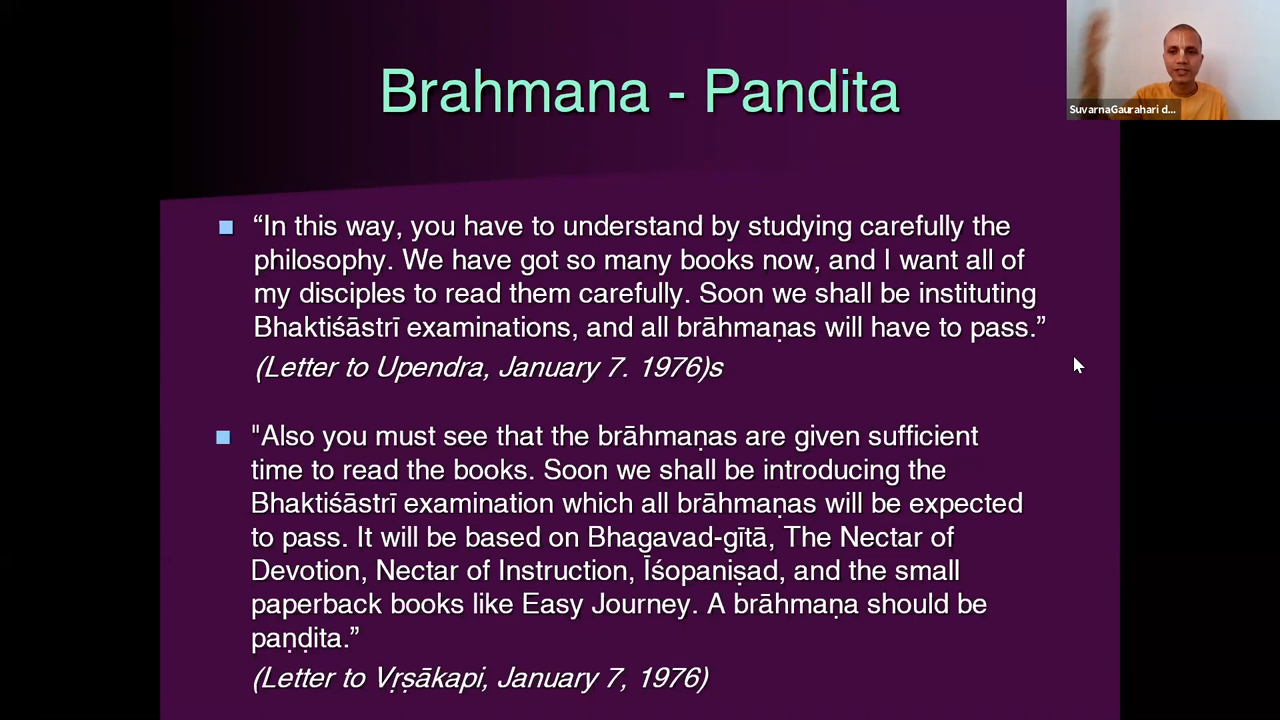 Brahmana - Pandita
SuvarnaGaurahari d...
“In this way, you have to understand by studying carefully the
philosophy. We have got so many books now, and I want all of
my disciples to read them carefully. Soon we shall be instituting
Bhaktiśāstrī examinations, and all brāhmaṇas will have to pass.”
(Letter to Upendra, January 7. 1976)s
"Also you must see that the brāhmaṇas are given sufficient
time to read the books. Soon we shall be introducing the
Bhaktiśāstrī examination which all brāhmaṇas will be expected
to pass. It will be based on Bhagavad-gītā, The Nectar of
Devotion, Nectar of Instruction, Īśopaniṣad, and the small
paperback books like Easy Journey. A brāhmaṇa should be
paṇḍita.”
(Letter to Vṛṣākapi, January 7, 1976)